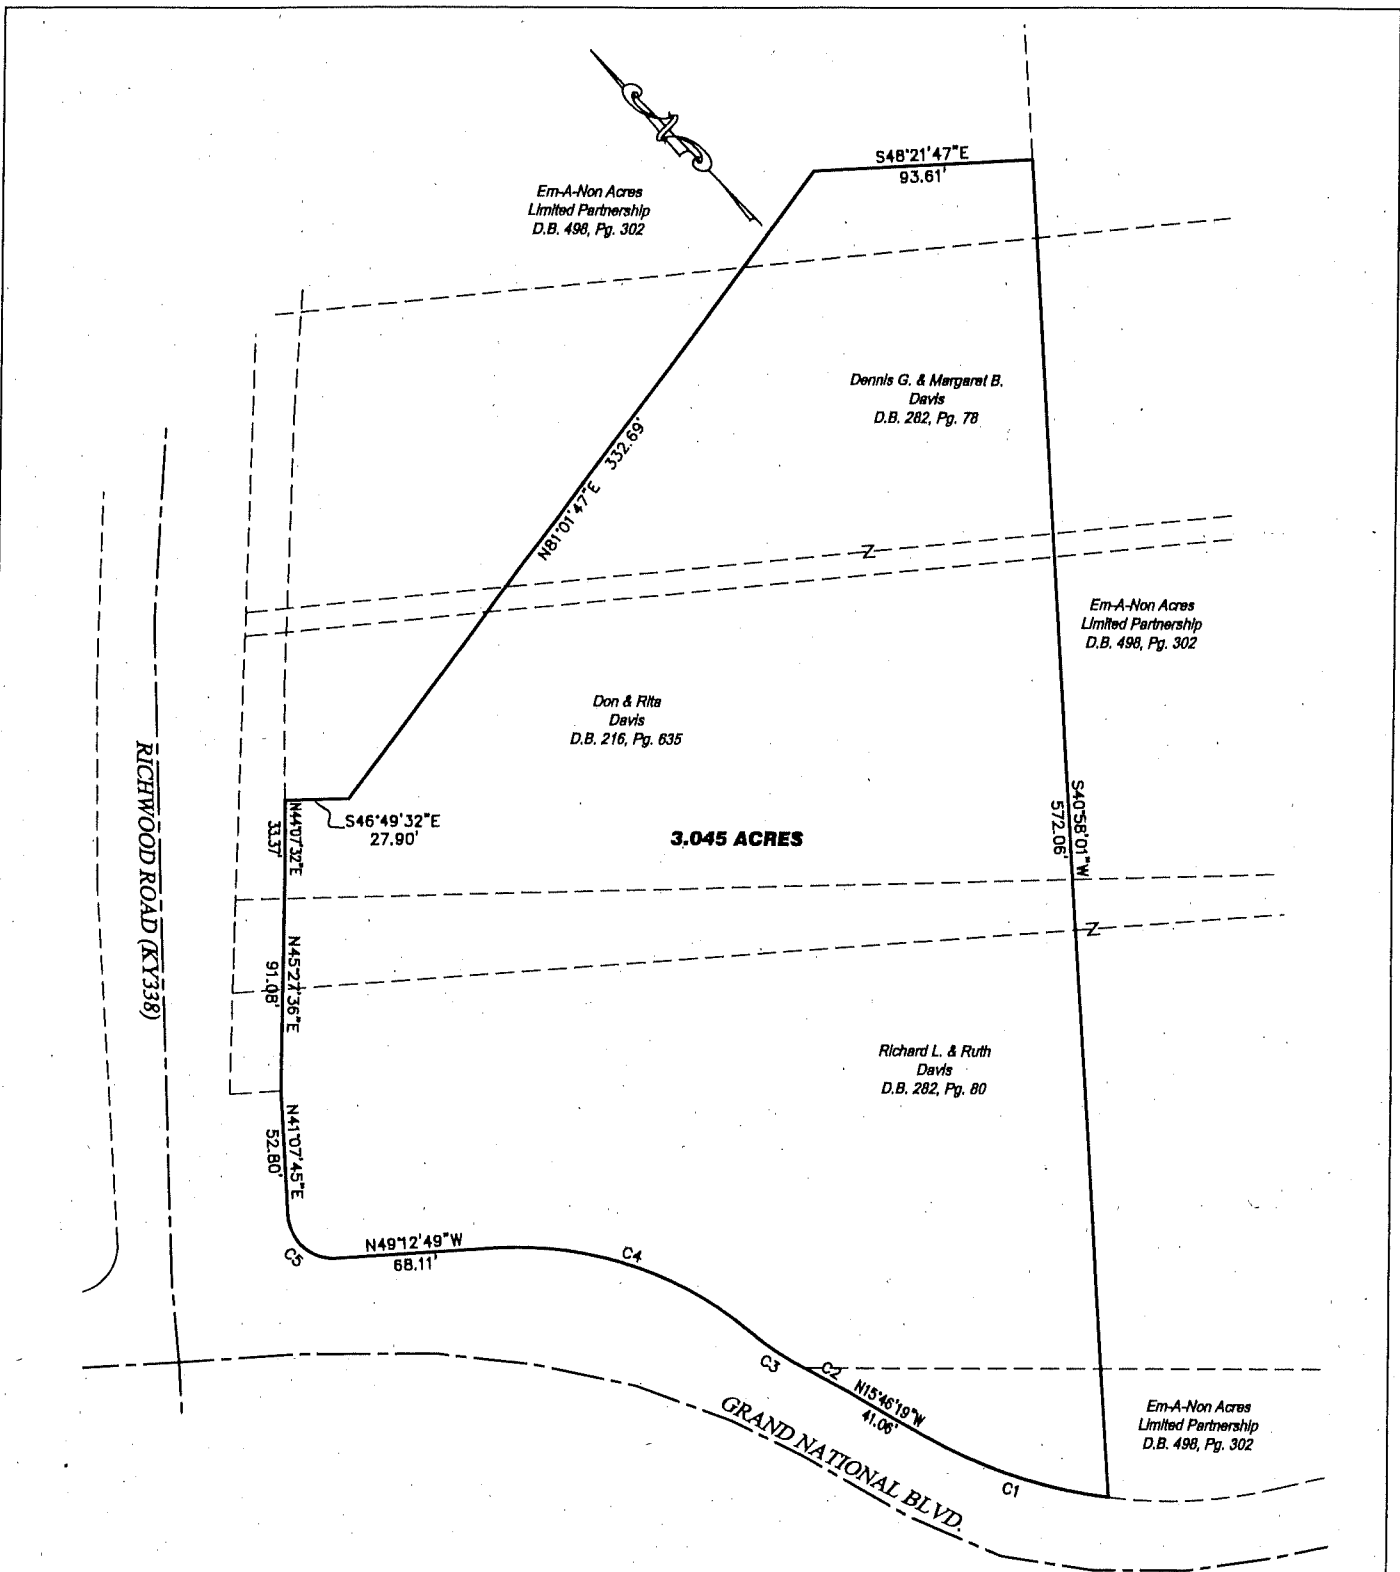 S48°21'47"E
93.61'
Em-A-Non Acres
Limited Partnership
D.B. 498, Pg. 302
Dennis G. & Margaret B.
Davis
D.B. 282, Pg. 78
N81°01'47"E 332.69'
Z
Em-A-Non Acres
Limited Partnership
D.B. 498, Pg. 302
Don & Rita
Davis
D.B. 216, Pg. 635
RICHWOOD ROAD (KY338)
N44°07'32"E
33.37'
S46°49'32"E
27.90'
3.045 ACRES
S40°58'01"W
572.06'
Z
N45°27'36"E
91.08'
Richard L. & Ruth
Davis
D.B. 282, Pg. 80
N41°07'45"E
52.80'
C5
N49°12'49"W
68.11'
C4
C3
C2
N15°46'19"W
41.06'
GRAND NATIONAL BLVD.
C1
Em-A-Non Acres
Limited Partnership
D.B. 498, Pg. 302